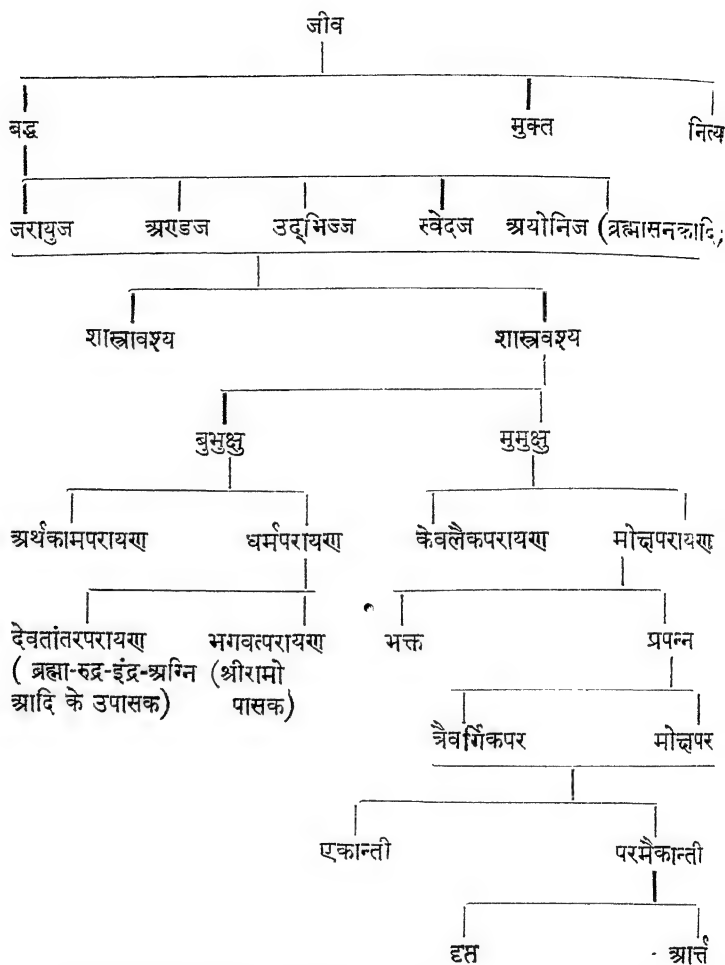 जीव
बद्ध मुक्त नित्य
जरायुज अण्डज उद्भिज्ज स्वेदज अयोनिज (ब्रह्मासनकादि;
शास्त्रावश्य शास्त्रवश्य
बुभुक्षु मुमुक्षु
अर्थकामपरायण धर्मपरायण केवलैकपरायण मोक्षपरायण
देवतांतरपरायण भगवत्परायण भक्त प्रपन्न
( ब्रह्मा-रुद्र-इंद्र-अग्नि (श्रीरामो
आदि के उपासक) पासक)
त्रैवर्गिकपर मोक्षपर
एकान्ती परमैकान्ती
दृप्त आर्त्त